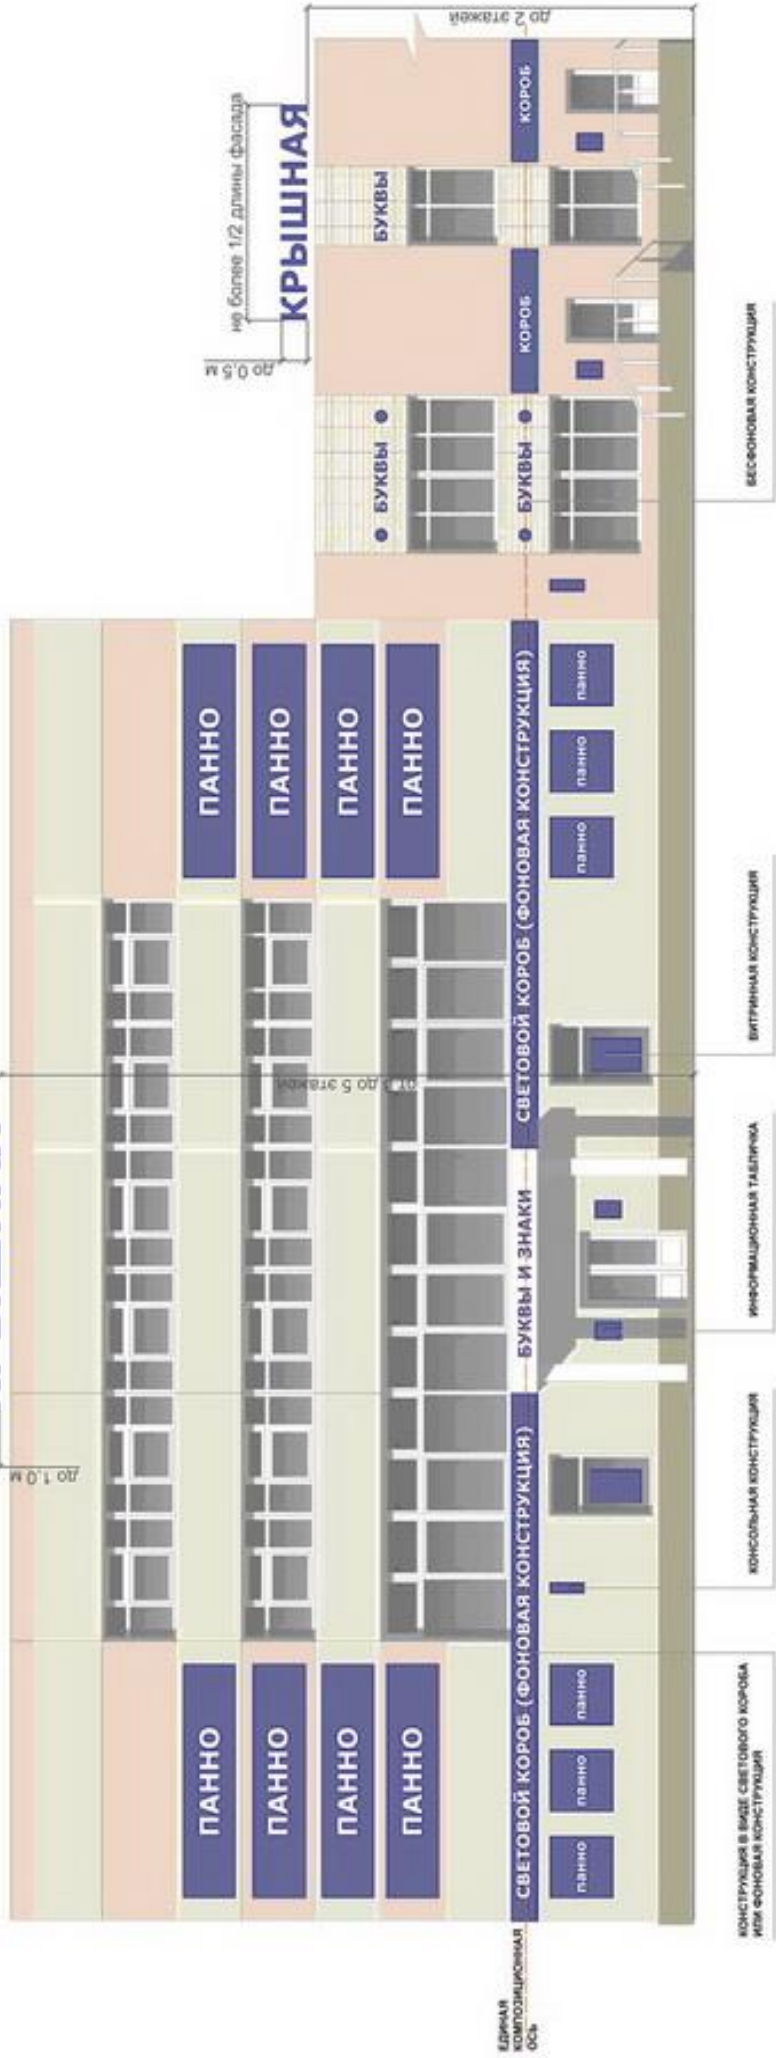 до 1,0 м
не более 1/2 длины фасада
КРЫШНАЯ
до 0,5 м
до 2 этажей
ПАННО
ПАННО
ПАННО
ПАННО
ПАННО
ПАННО
ПАННО
ПАННО
до 5 этажей
БУКВЫ
БУКВЫ
ЕДИНАЯ
КОМПОЗИЦИОННАЯ
ОСЬ
СВЕТОВОЙ КОРОБ (ФОНОВАЯ КОНСТРУКЦИЯ)
БУКВЫ И ЗНАКИ
СВЕТОВОЙ КОРОБ (ФОНОВАЯ КОНСТРУКЦИЯ)
БУКВЫ
КОРОБ
КОРОБ
панно
панно
панно
панно
панно
панно
КОНСТРУКЦИЯ В ВИДЕ СВЕТОВОГО КОРОБА
ИЛИ ФОНОВАЯ КОНСТРУКЦИЯ
КОНСОЛЬНАЯ КОНСТРУКЦИЯ
ИНФОРМАЦИОННАЯ ТАБЛИЧКА
ВИТРИННАЯ КОНСТРУКЦИЯ
БЕСФОНОВАЯ КОНСТРУКЦИЯ